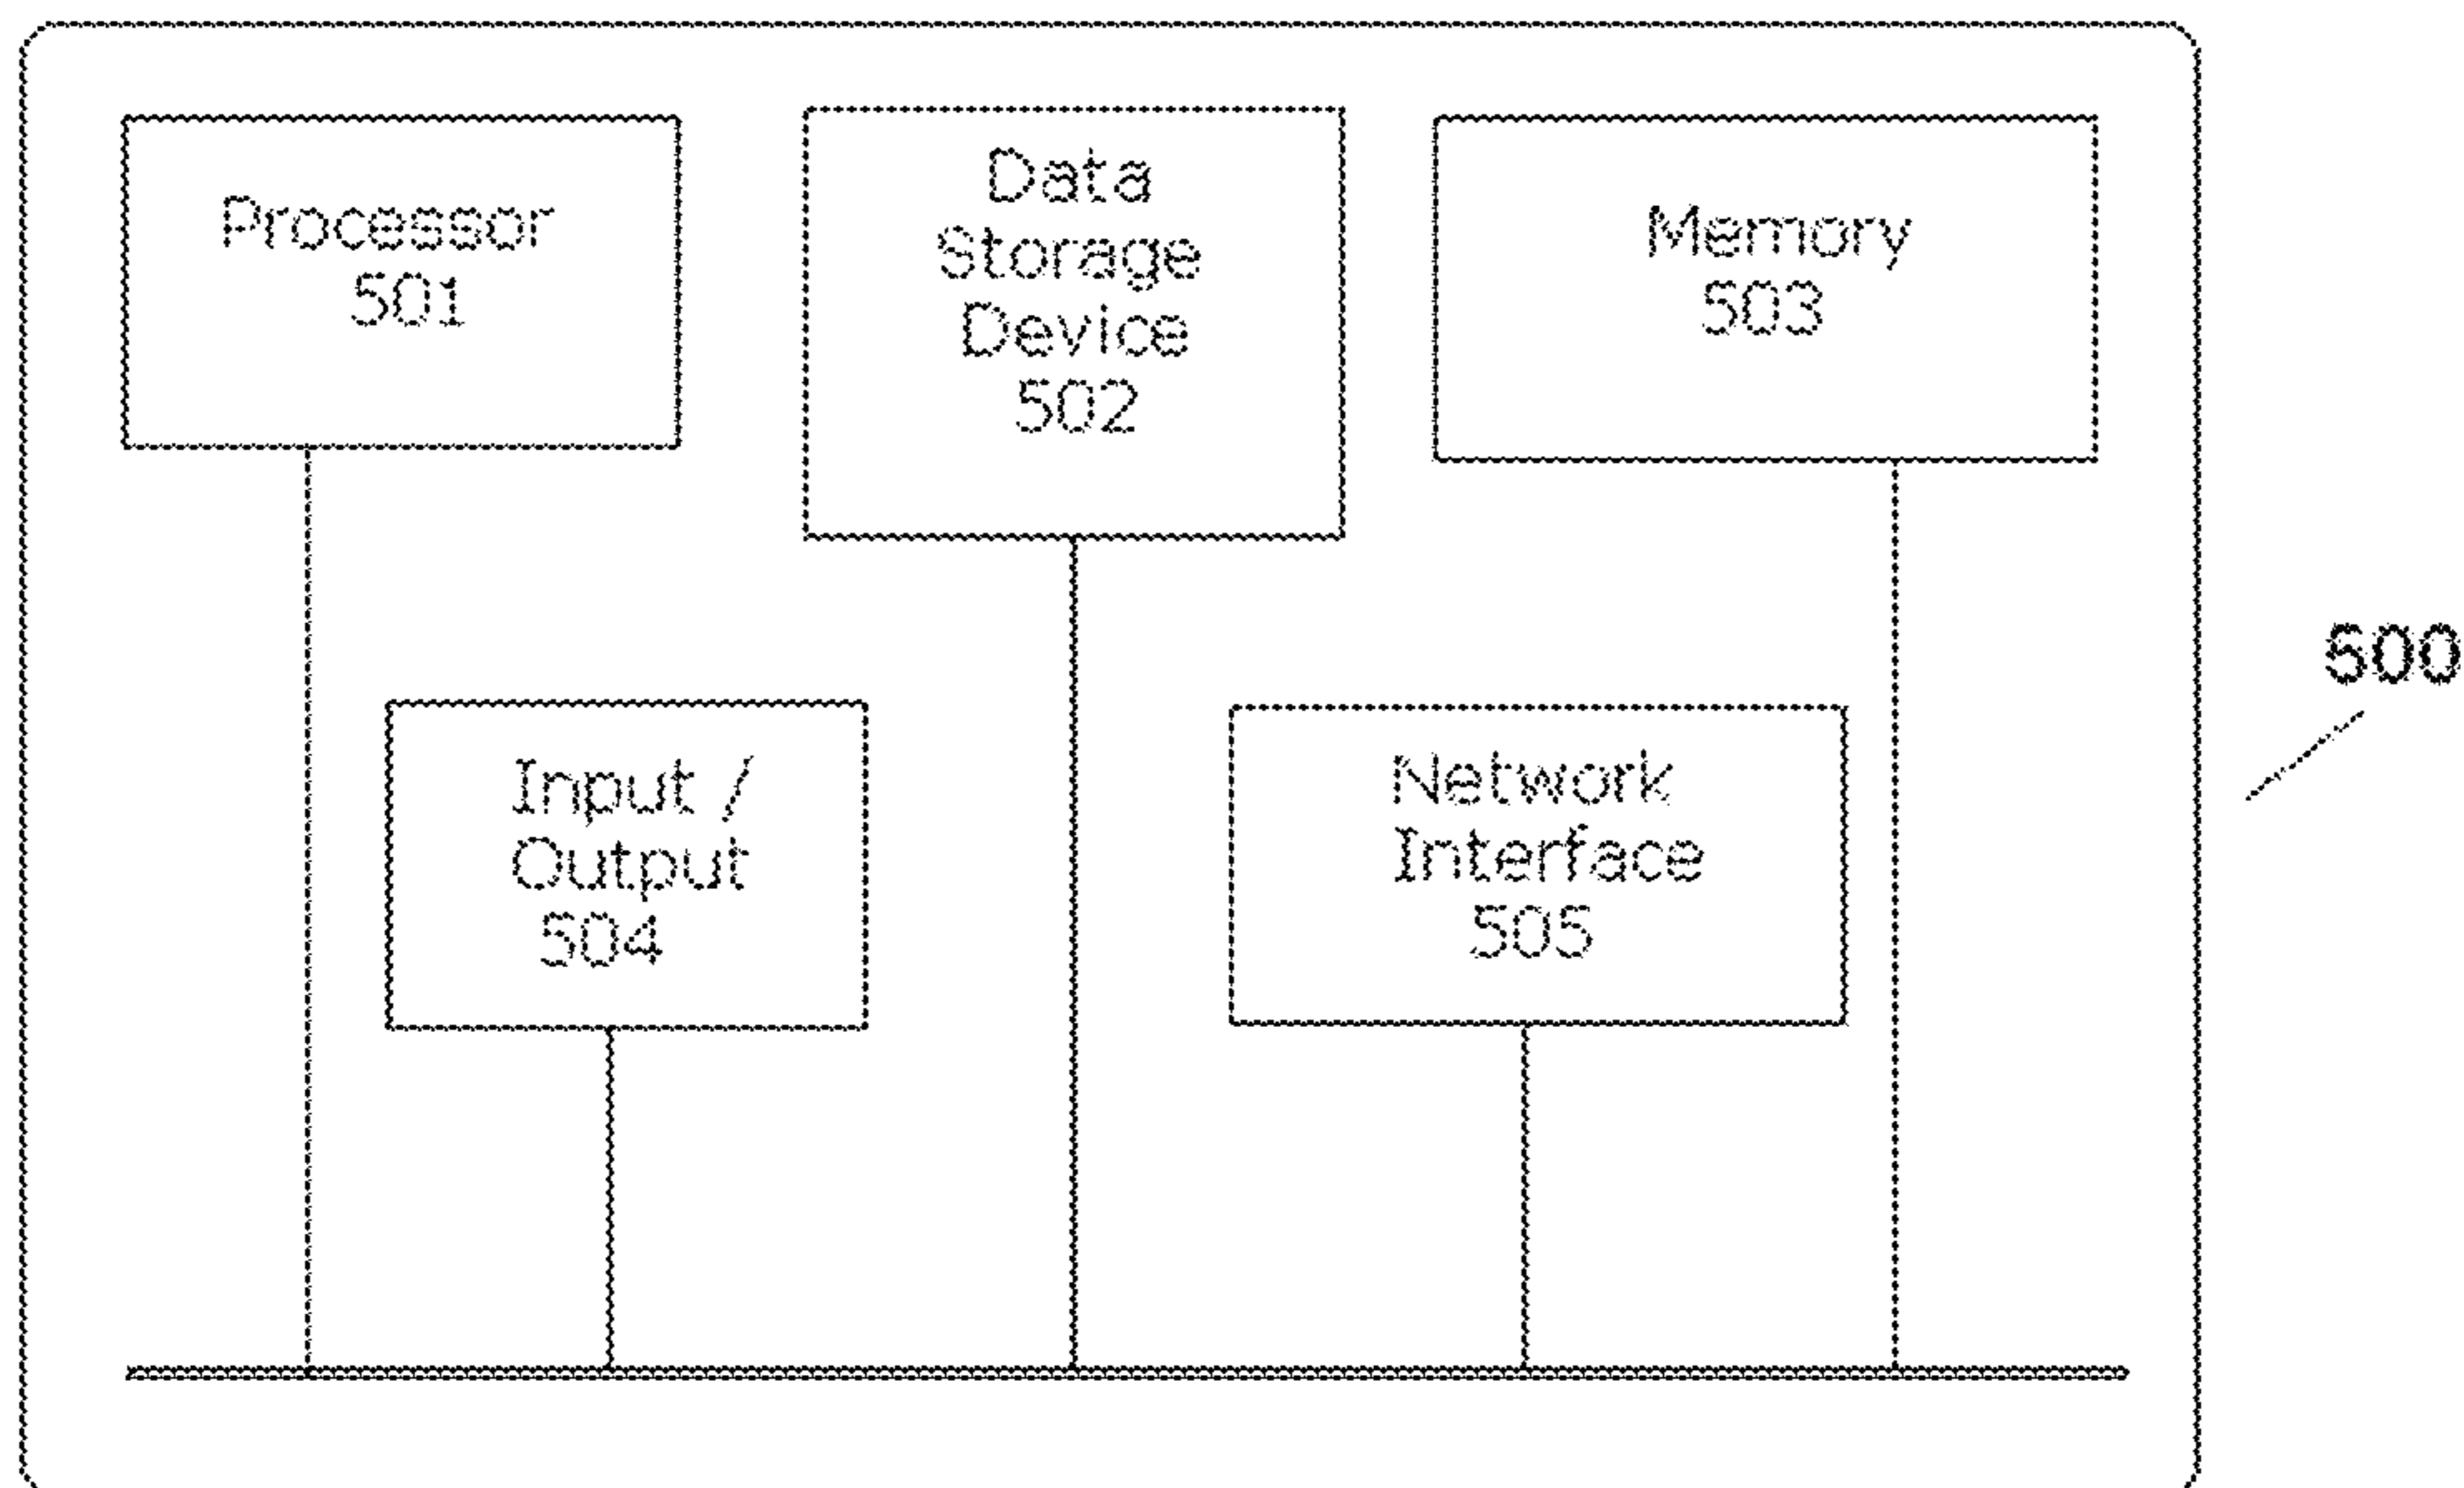 Processor
501
Data
Storage
Device
502
Memory
503
500
Input /
Output
504
Network
Interface
505